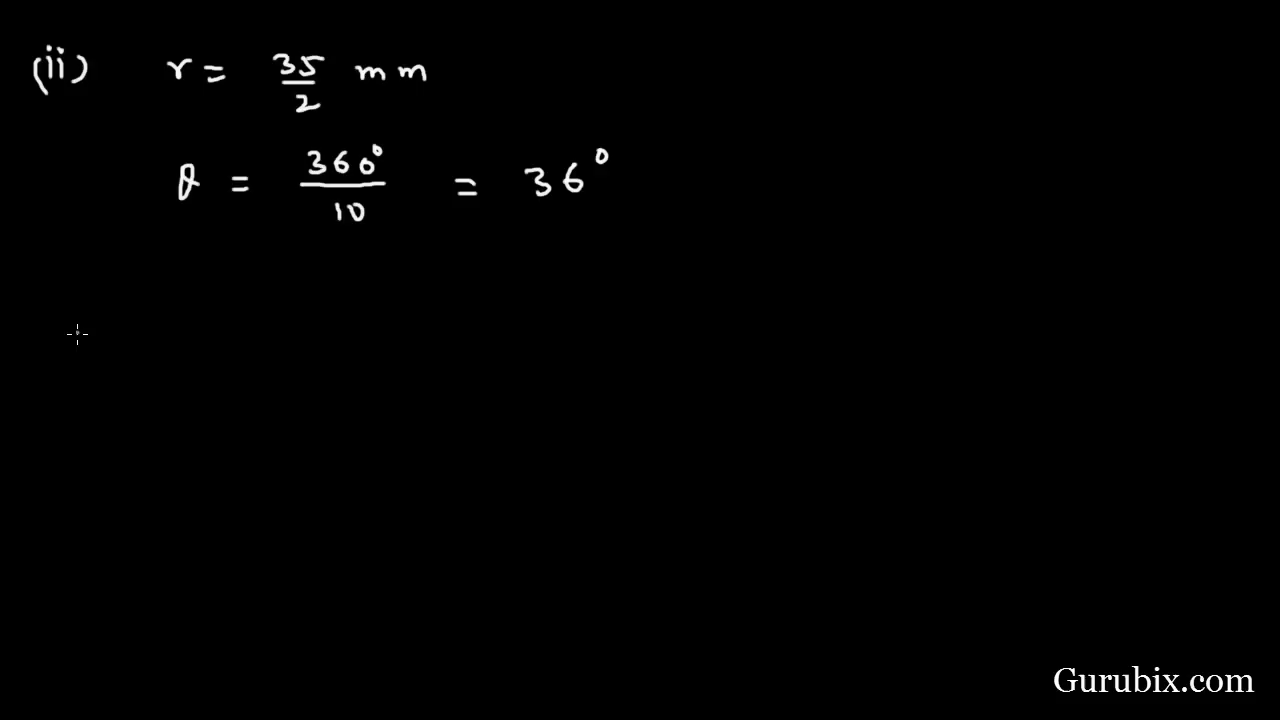 (ii) r = 35/2 mm
θ = 360°/10 = 36°
Gurubix.com